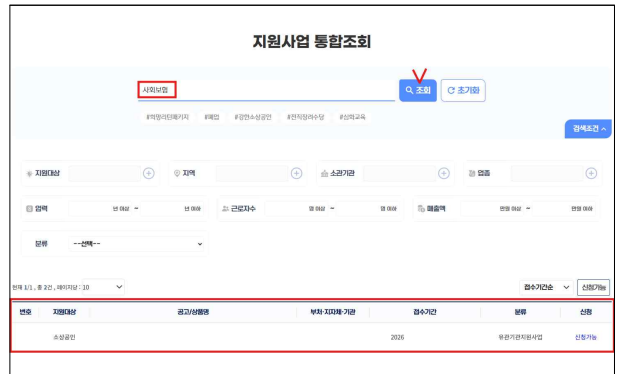 지원사업 통합조회
사회보험
조회
초기화
#희망리턴패키지 #폐업 #강한소상공인 #전직장려수당 #심화교육
검색조건
지원대상 지역 소관기관 업종
업력 년 이상 ~ 년 이하 근로자수 명 이상 ~ 명 이하 매출액 만원 이상 ~ 만원 이하
분류 --선택--
현재 1/1, 총 건, 페이지당 : 10 접수기간순 신청가능
번호 지원대상 공고/상품명 부처·지자체·기관 접수기간 분류 신청
소상공인 2026 유관기관지원사업 신청가능